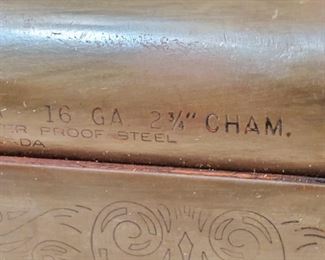 16 GA. 2¾" CHAM.
PROOF STEEL